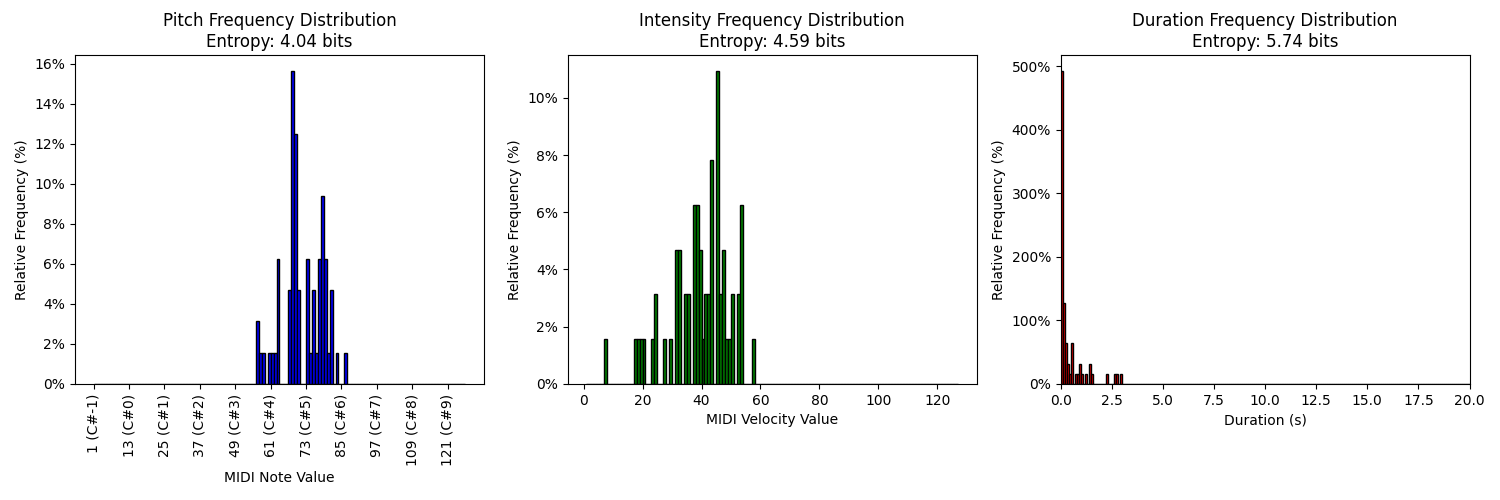 Pitch Frequency Distribution
Entropy: 4.04 bits
16%
14%
12%
10%
8%
6%
4%
2%
0%
Relative Frequency (%)
1 (C#-1)
13 (C#0)
25 (C#1)
37 (C#2)
49 (C#3)
61 (C#4)
73 (C#5)
85 (C#6)
97 (C#7)
109 (C#8)
121 (C#9)
MIDI Note Value
Intensity Frequency Distribution
Entropy: 4.59 bits
10%
8%
6%
4%
2%
0%
Relative Frequency (%)
0 20 40 60 80 100 120
MIDI Velocity Value
Duration Frequency Distribution
Entropy: 5.74 bits
500%
400%
300%
200%
100%
0%
Relative Frequency (%)
0.0 2.5 5.0 7.5 10.0 12.5 15.0 17.5 20.0
Duration (s)